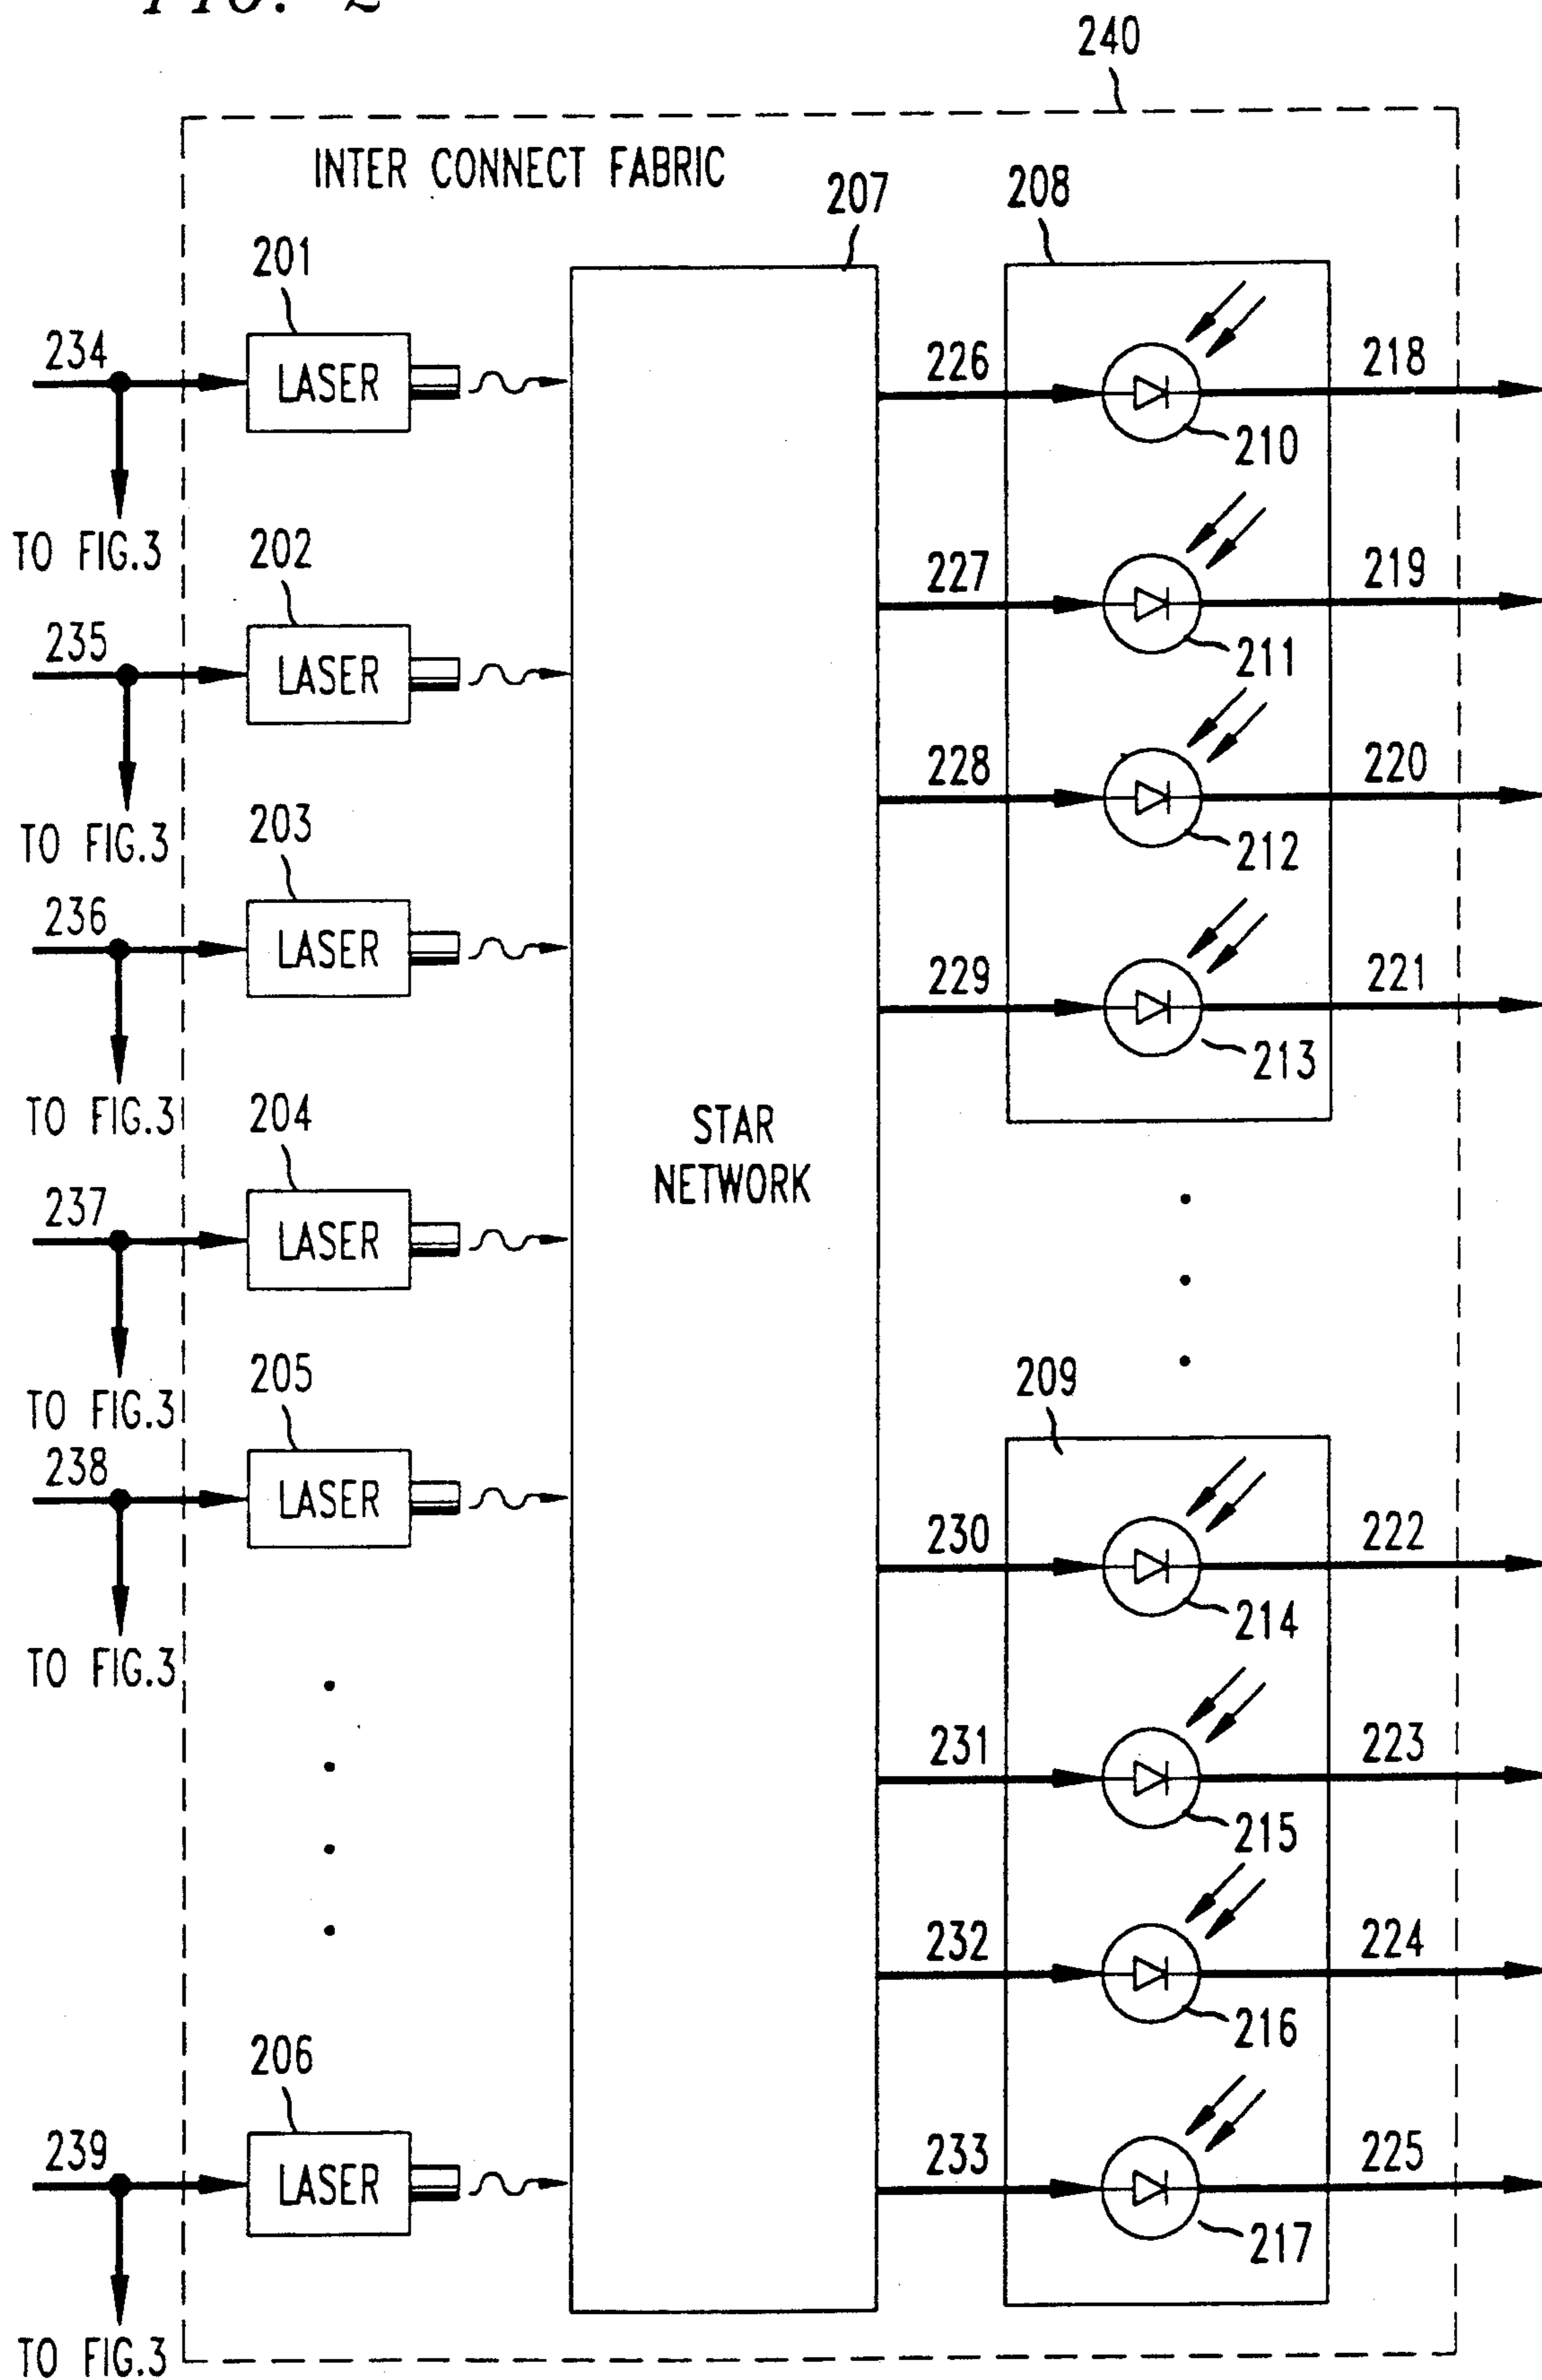 FIG. 2
240
INTER CONNECT FABRIC
207
208
201
234
LASER
226
218
210
TO FIG.3
202
227
219
235
LASER
211
228
220
TO FIG.3
203
212
236
LASER
229
221
213
TO FIG.3
204
STAR
NETWORK
237
LASER
205
209
TO FIG.3
238
LASER
230
222
214
TO FIG.3
231
223
215
232
224
216
206
239
LASER
233
225
217
TO FIG.3